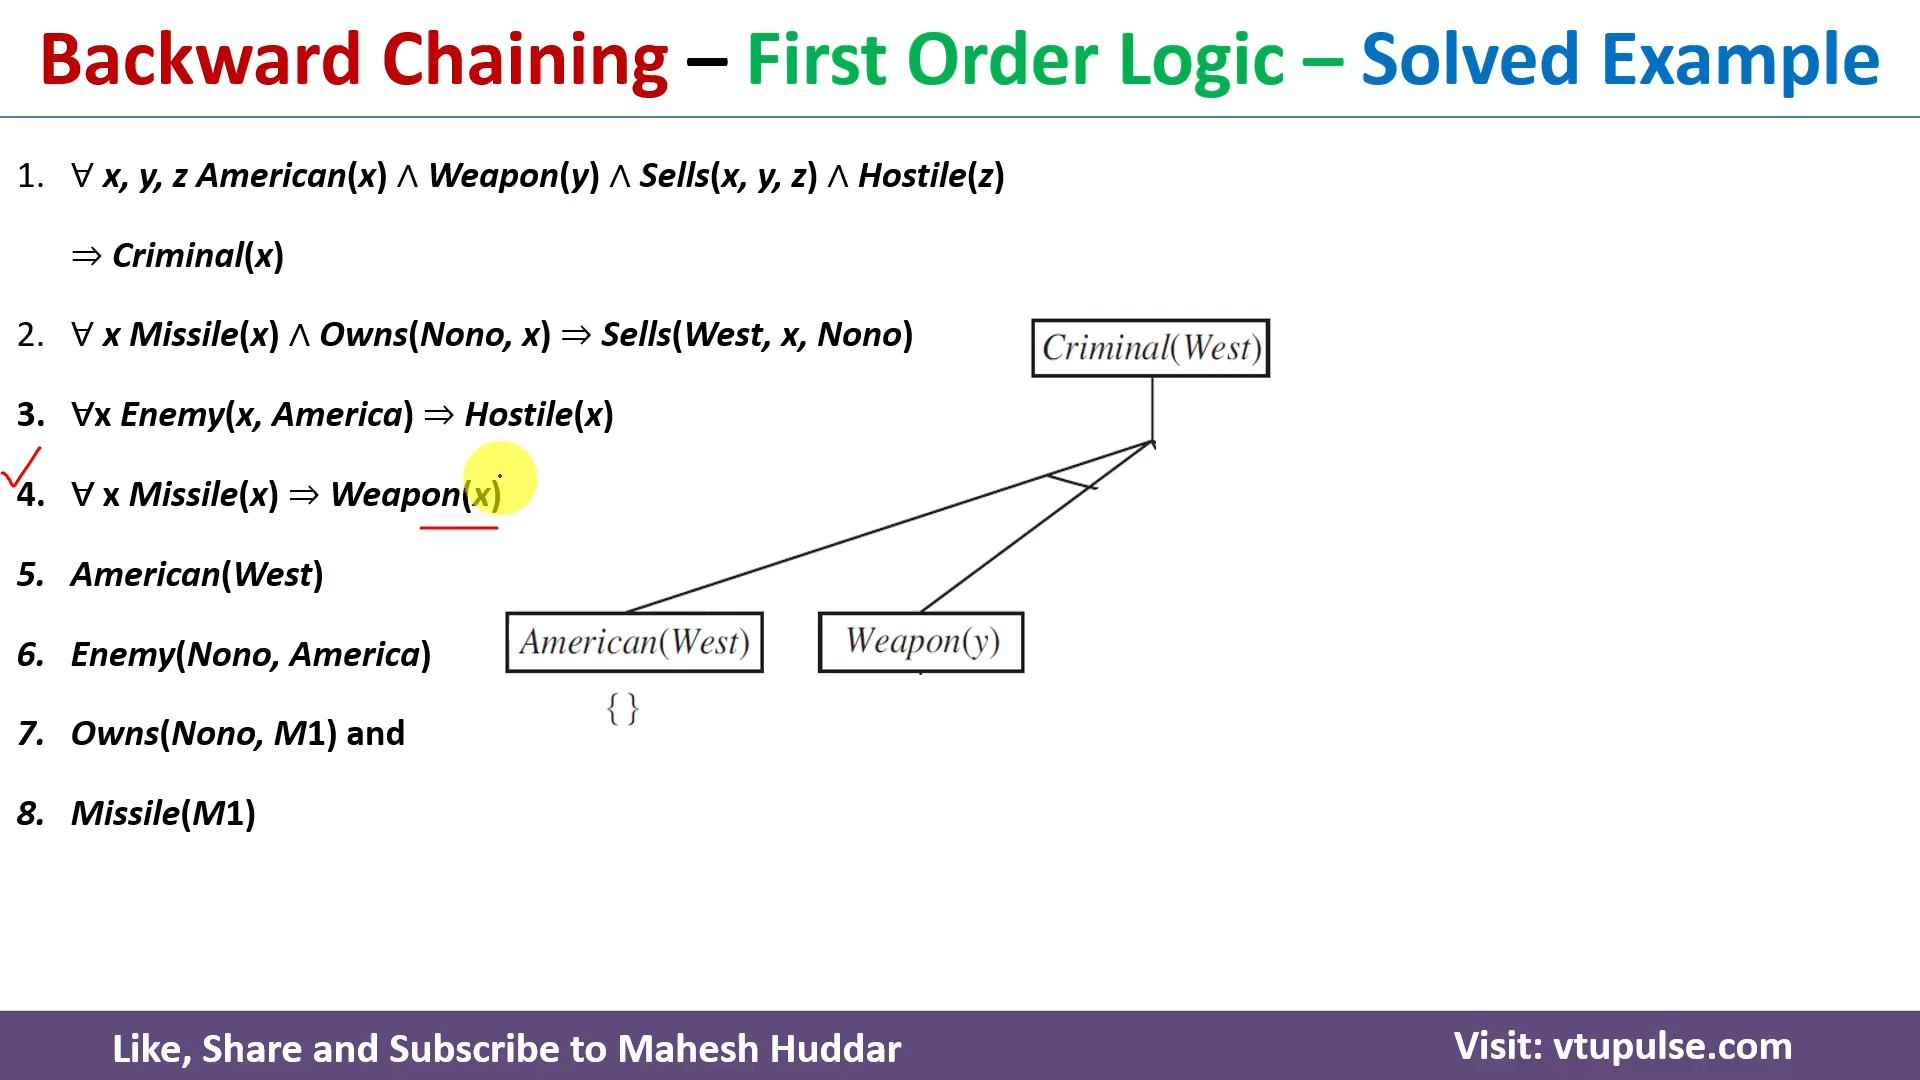 Backward Chaining – First Order Logic – Solved Example
1. ∀ x, y, z American(x) ∧ Weapon(y) ∧ Sells(x, y, z) ∧ Hostile(z)
⇒ Criminal(x)
2. ∀ x Missile(x) ∧ Owns(Nono, x) ⇒ Sells(West, x, Nono)
3. ∀x Enemy(x, America) ⇒ Hostile(x)
4. ∀ x Missile(x) ⇒ Weapon(x)
5. American(West)
6. Enemy(Nono, America)
7. Owns(Nono, M1) and
8. Missile(M1)
Criminal(West)
American(West) Weapon(y)
{ }
Like, Share and Subscribe to Mahesh Huddar
Visit: vtupulse.com